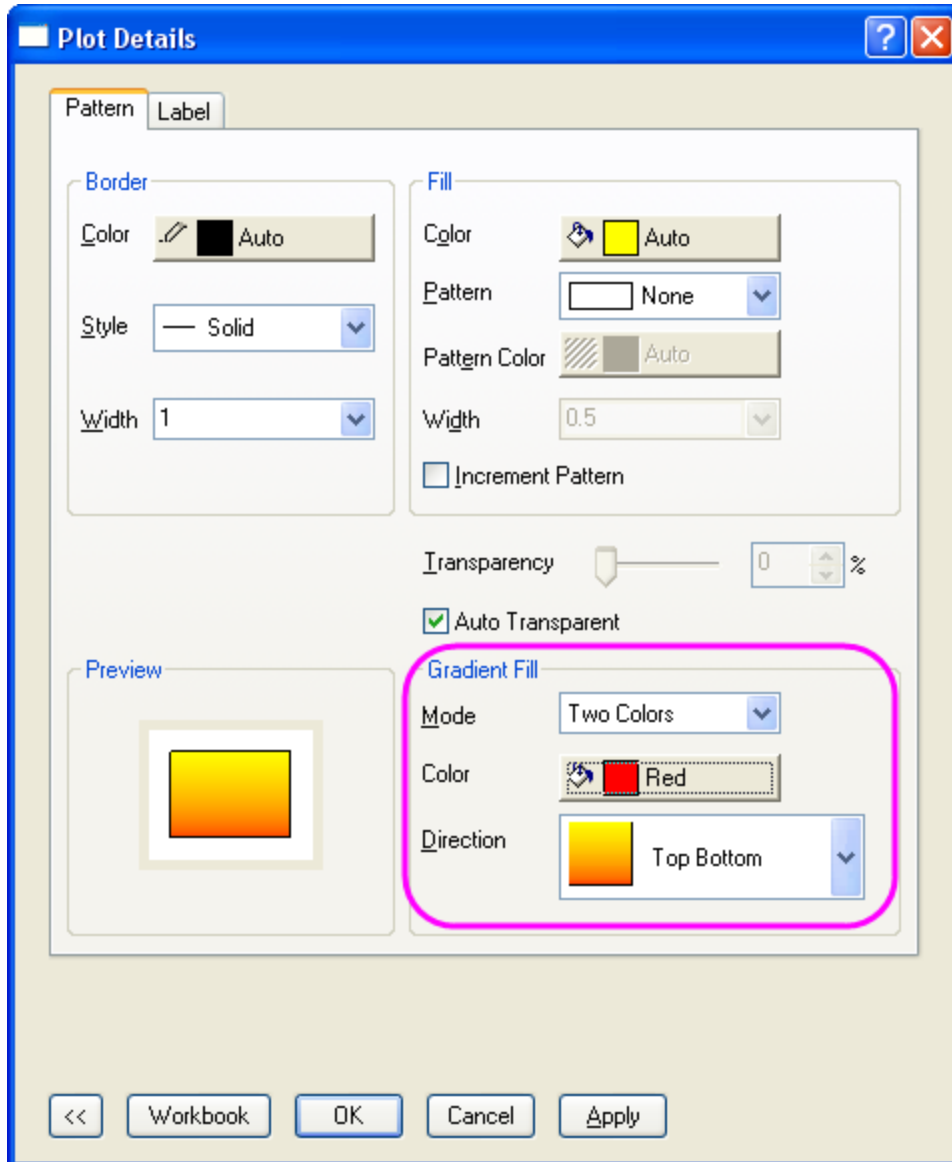 Plot Details
Pattern Label
Border
Color Auto
Style Solid
Width 1
Fill
Color Auto
Pattern None
Pattern Color Auto
Width 0.5
Increment Pattern
Transparency 0 %
Auto Transparent
Preview
Gradient Fill
Mode Two Colors
Color Red
Direction Top Bottom
<< Workbook OK Cancel Apply